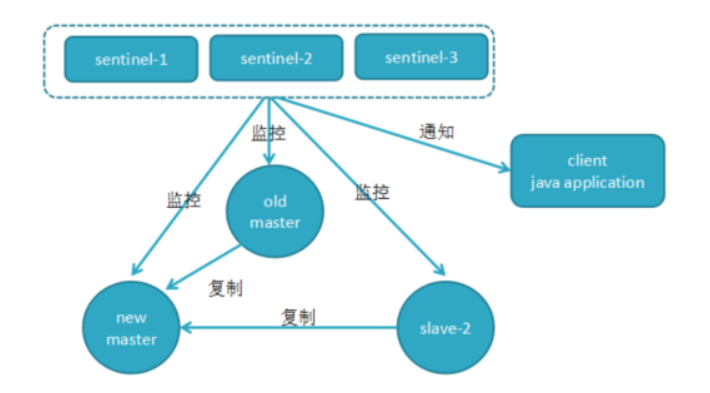 sentinel-1
sentinel-2
sentinel-3
监控
通知
监控
监控
client
java application
old
master
复制
复制
new
master
slave-2